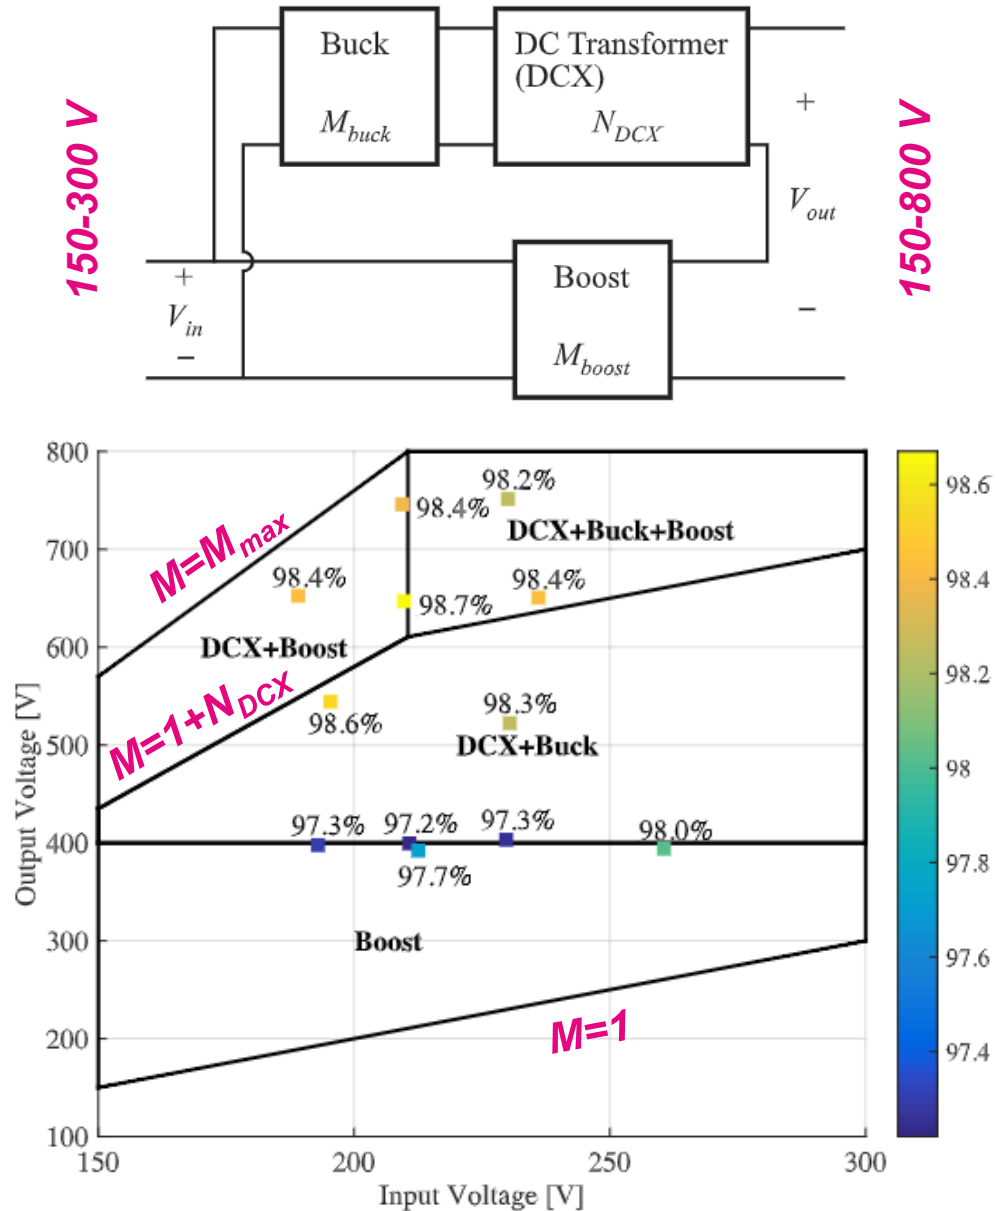 Buck
M_buck
DC Transformer
(DCX)
N_DCX
+
V_out
−
150-300 V
150-800 V
+
V_in
−
Boost
M_boost
800
700
600
500
400
300
200
100
Output Voltage [V]
150
200
250
300
Input Voltage [V]
M=M_max
98.2%
98.4%
DCX+Buck+Boost
98.4%
98.4%
98.7%
DCX+Boost
M=1+N_DCX
98.6%
98.3%
DCX+Buck
97.3%
97.2%
97.3%
98.0%
97.7%
Boost
M=1
98.6
98.4
98.2
98
97.8
97.6
97.4